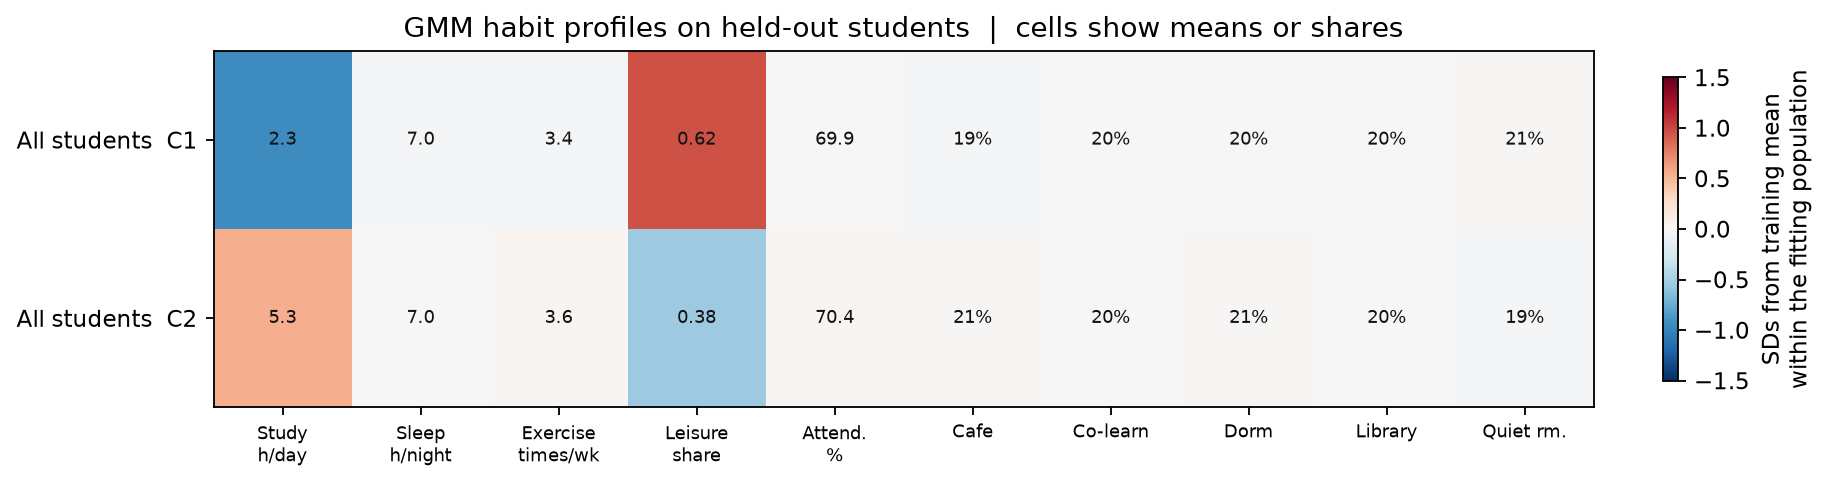 GMM habit profiles on held-out students | cells show means or shares
All students C1
2.3 7.0 3.4 0.62 69.9 19% 20% 20% 20% 21%
All students C2
5.3 7.0 3.6 0.38 70.4 21% 20% 21% 20% 19%
Study
h/day
Sleep
h/night
Exercise
times/wk
Leisure
share
Attend.
%
Cafe
Co-learn
Dorm
Library
Quiet rm.
1.5
1.0
0.5
0.0
−0.5
−1.0
−1.5
SDs from training mean
within the fitting population